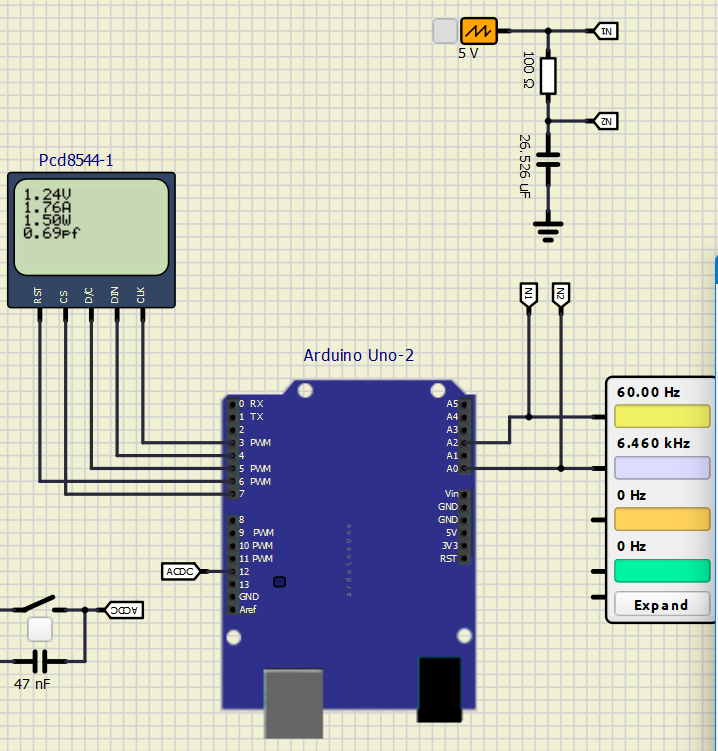 5 V
N1
100 Ω
N2
26.526 uF
Pcd8544-1
1.24V
1.76A
1.50W
0.69pf
RST
CS
D/C
DIN
CLK
N1
N2
Arduino Uno-2
0 RX
1 TX
2
3 PWM
4
5 PWM
6 PWM
7
8
9 PWM
10 PWM
11 PWM
12
13
GND
Aref
A5
A4
A3
A2
A1
A0
Vin
GND
GND
5V
3V3
RST
arduinouno
ACDC
ACDC
47 nF
60.00 Hz
6.460 kHz
0 Hz
0 Hz
Expand